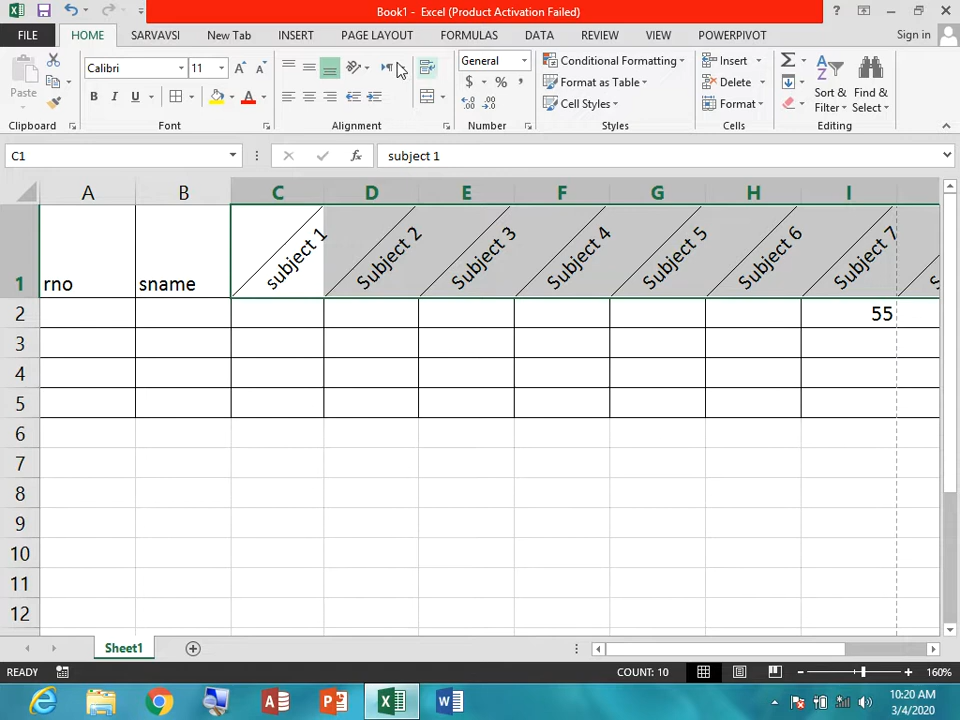 Book1 - Excel (Product Activation Failed)
FILE HOME SARVAVSI New Tab INSERT PAGE LAYOUT FORMULAS DATA REVIEW VIEW POWERPIVOT Sign in
Paste
Calibri 11
General
Conditional Formatting
Format as Table
Cell Styles
Insert
Delete
Format
Sort & Filter
Find & Select
Clipboard Font Alignment Number Styles Cells Editing
C1 fx subject 1
A B C D E F G H I
1 rno sname subject 1 Subject 2 Subject 3 Subject 4 Subject 5 Subject 6 Subject 7
2 55
3
4
5
6
7
8
9
10
11
12
Sheet1
READY COUNT: 10 160%
10:20 AM
3/4/2020